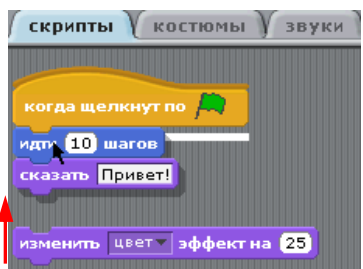 скрипты костюмы звуки
когда щелкнут по
идти 10 шагов
сказать Привет!
изменить цвет эффект на 25